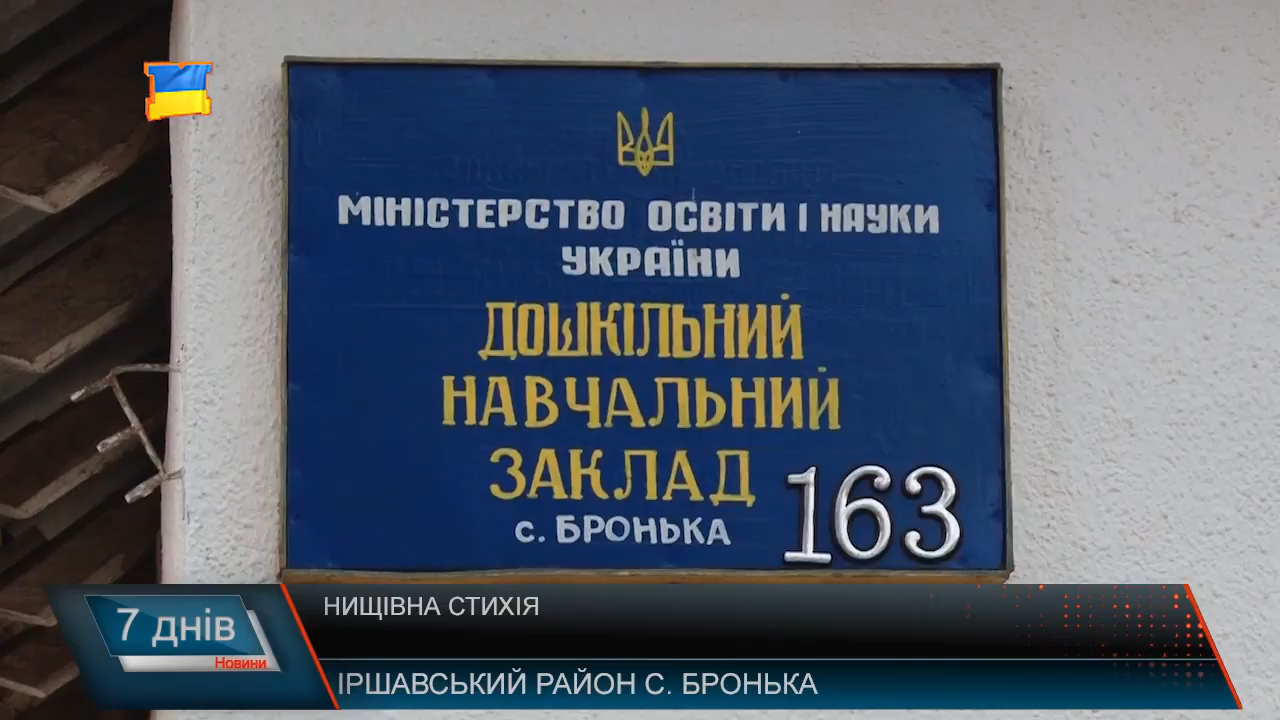 МІНІСТЕРСТВО ОСВІТИ І НАУКИ
УКРАЇНИ
ДОШКІЛЬНИЙ
НАВЧАЛЬНИЙ
ЗАКЛАД
с. БРОНЬКА
163
НИЩІВНА СТИХІЯ
7 днів
Новини
ІРШАВСЬКИЙ РАЙОН С. БРОНЬКА